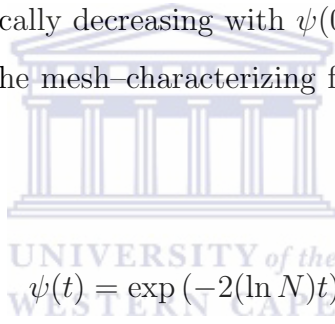 cally decreasing with ψ(0
he mesh–characterizing f
UNIVERSITY of the
ψ(t) = exp (−2(ln N)t)
WESTERN CAPE